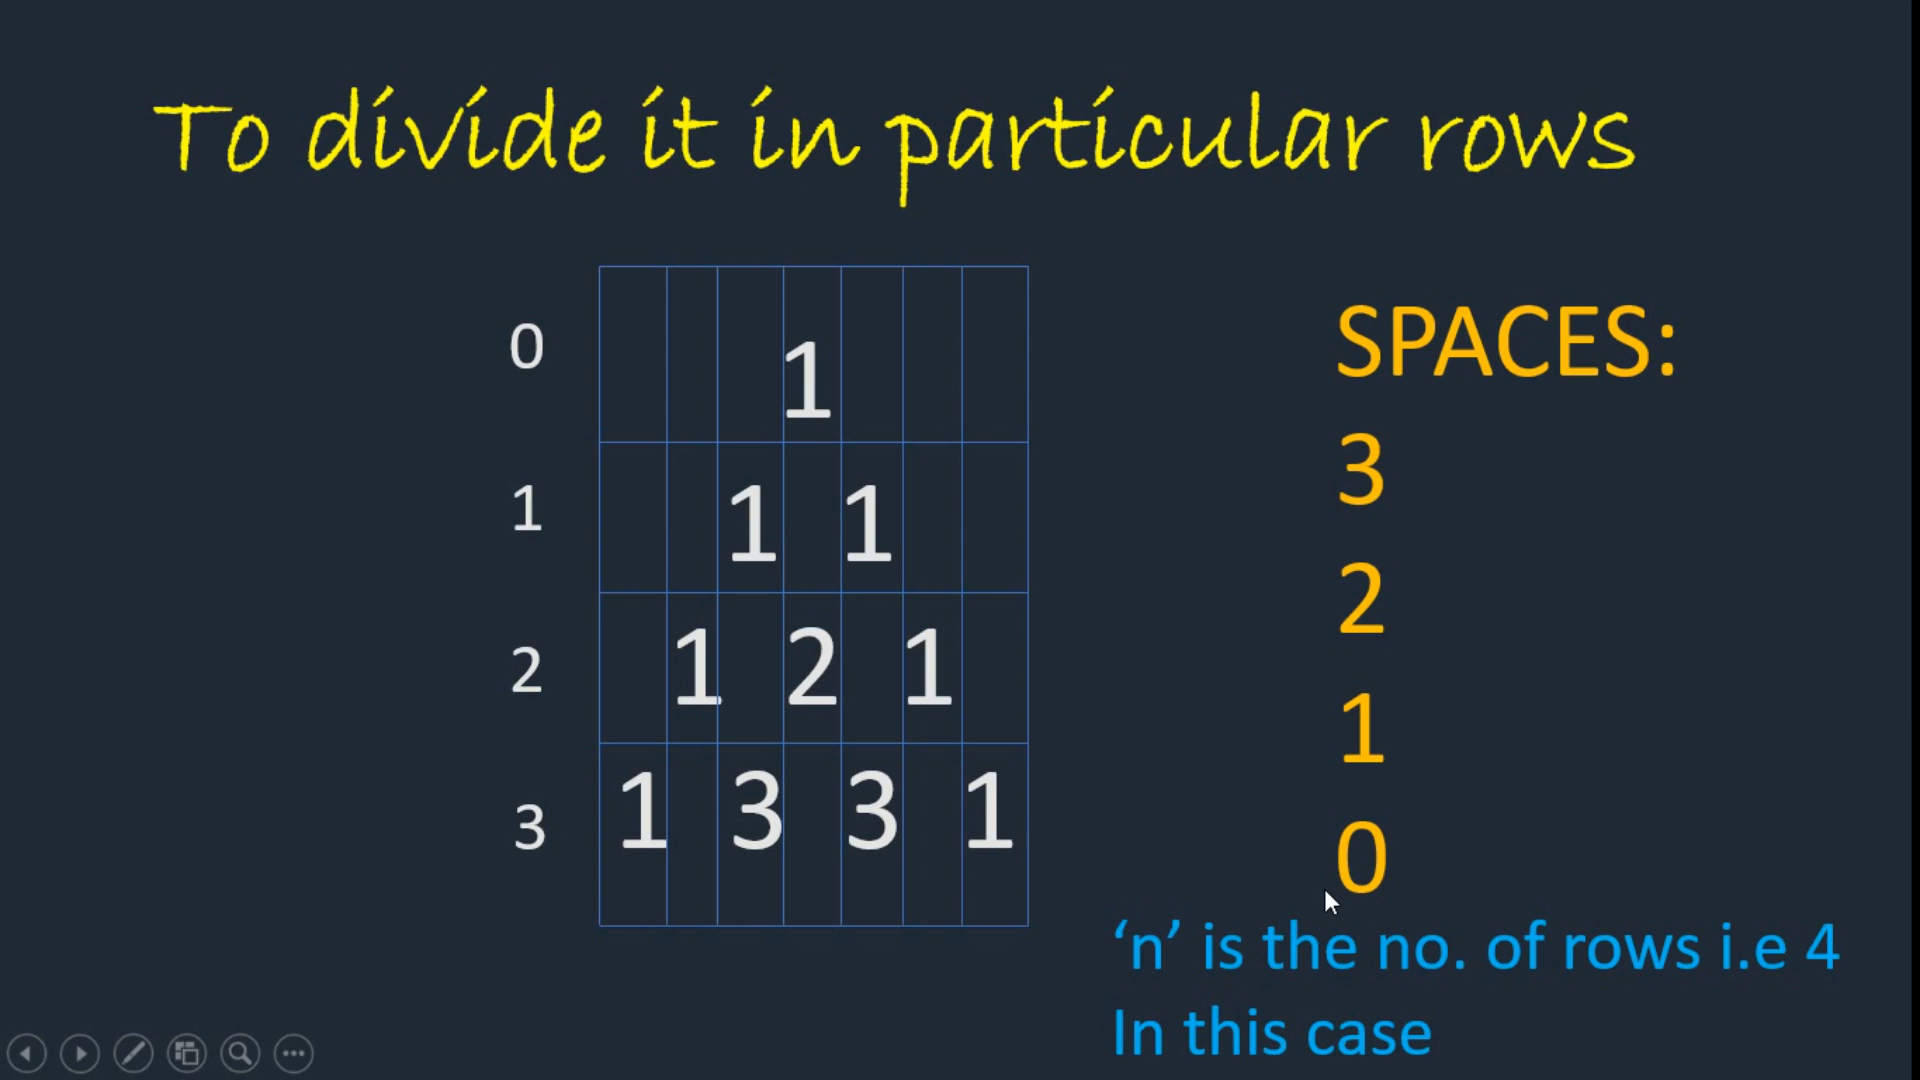 To divide it in particular rows
0 1
1 1 1
2 1 2 1
3 1 3 3 1
SPACES:
3
2
1
0
‘n’ is the no. of rows i.e 4
In this case